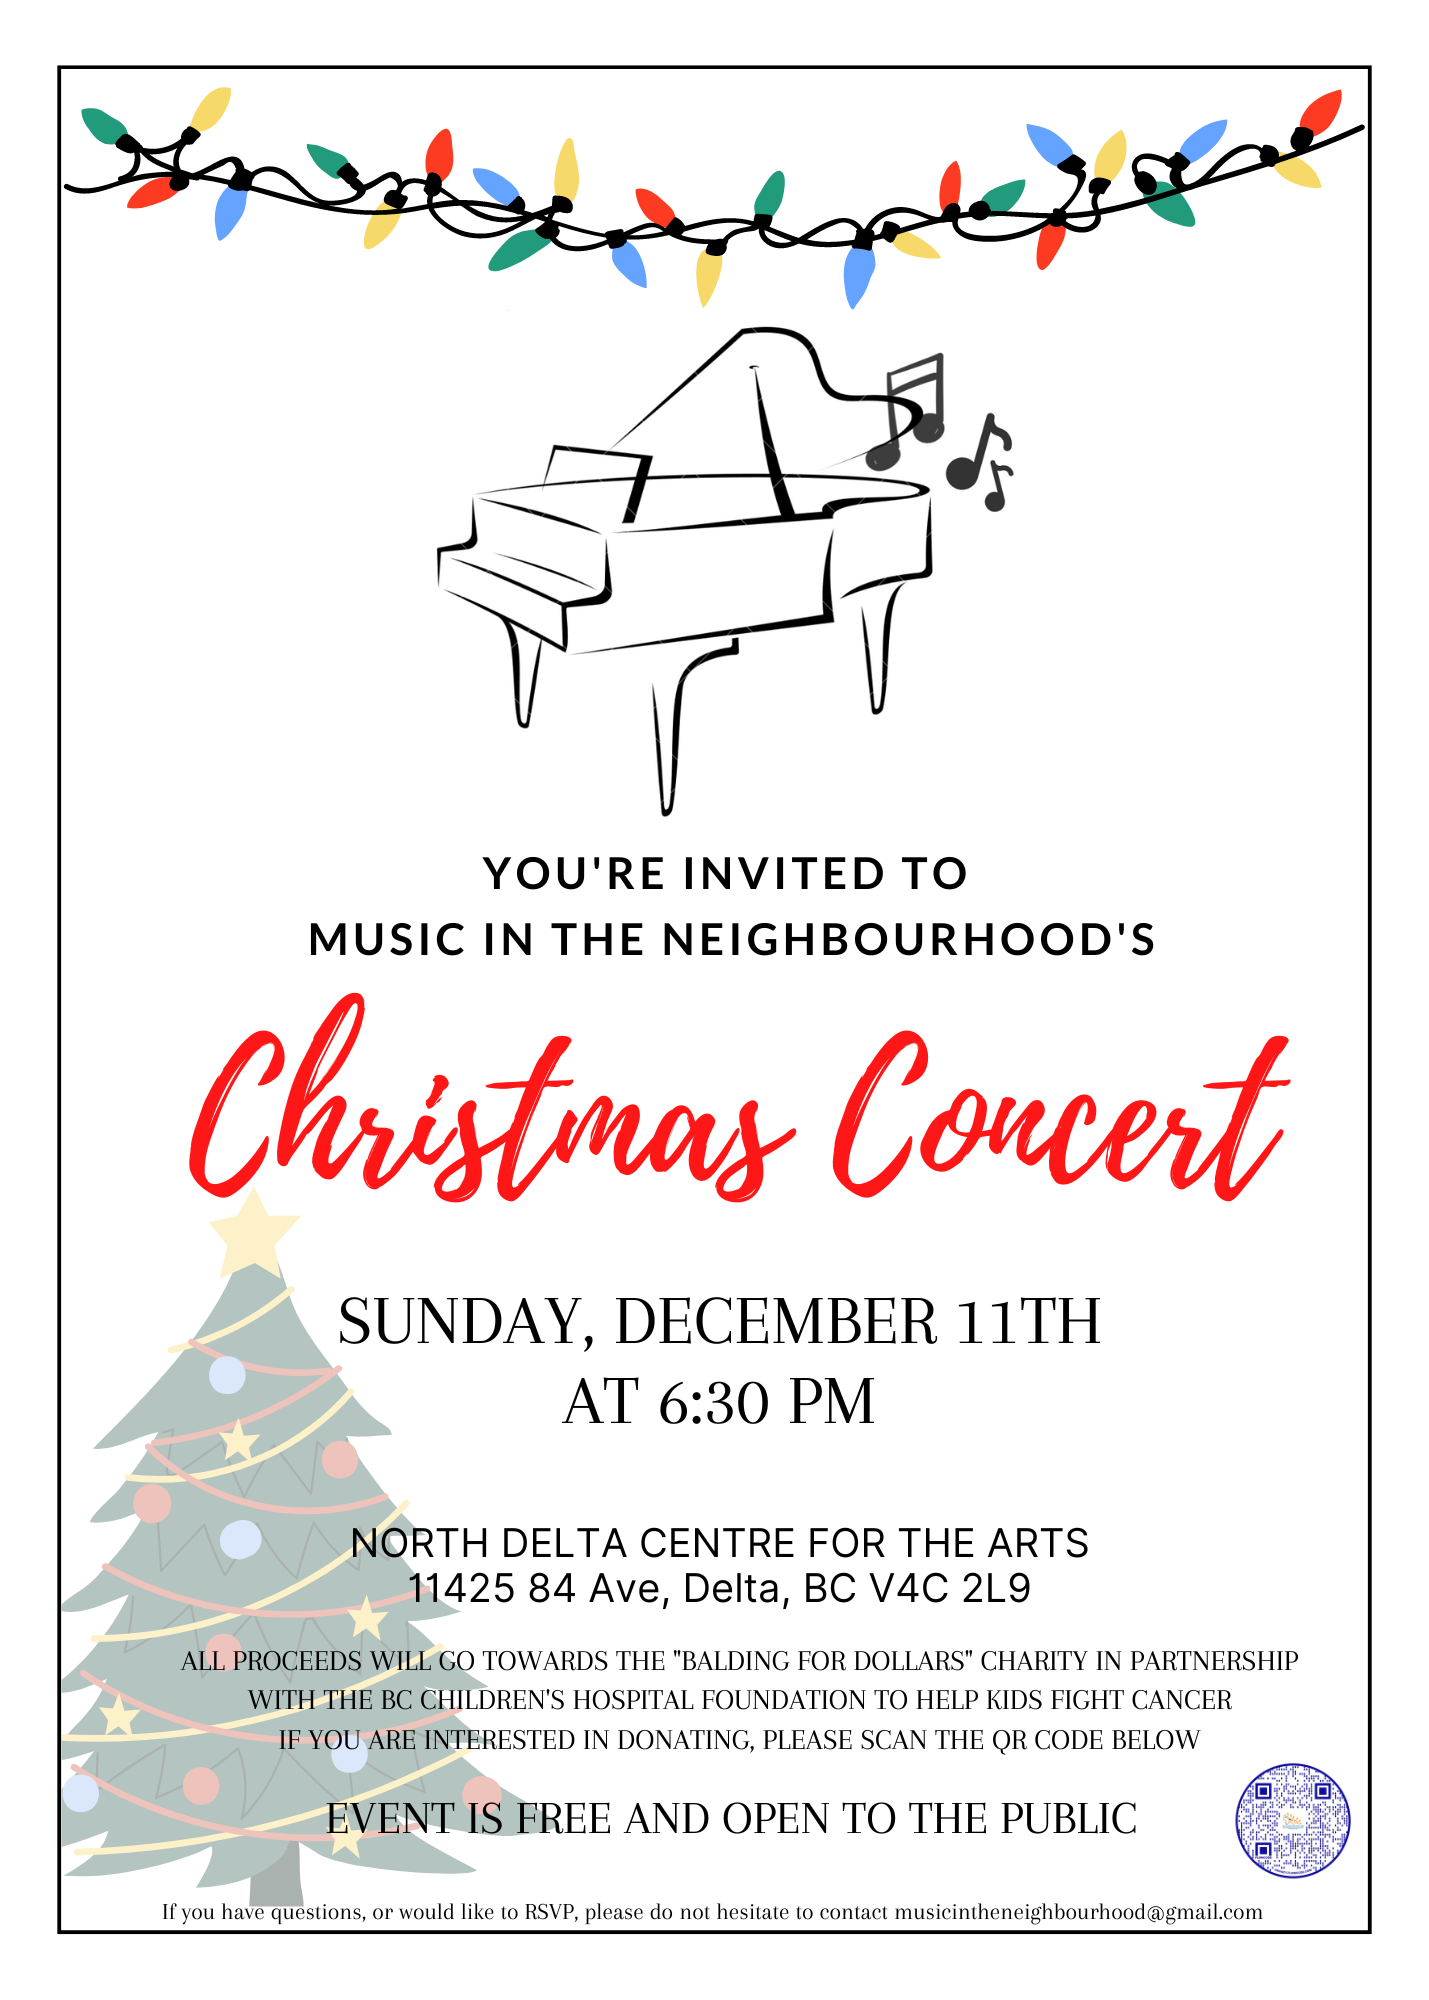 YOU'RE INVITED TO
MUSIC IN THE NEIGHBOURHOOD'S
Christmas Concert
SUNDAY, DECEMBER 11TH
AT 6:30 PM
NORTH DELTA CENTRE FOR THE ARTS
11425 84 Ave, Delta, BC V4C 2L9
ALL PROCEEDS WILL GO TOWARDS THE "BALDING FOR DOLLARS" CHARITY IN PARTNERSHIP
WITH THE BC CHILDREN'S HOSPITAL FOUNDATION TO HELP KIDS FIGHT CANCER
IF YOU ARE INTERESTED IN DONATING, PLEASE SCAN THE QR CODE BELOW
EVENT IS FREE AND OPEN TO THE PUBLIC
If you have questions, or would like to RSVP, please do not hesitate to contact musicintheneighbourhood@gmail.com